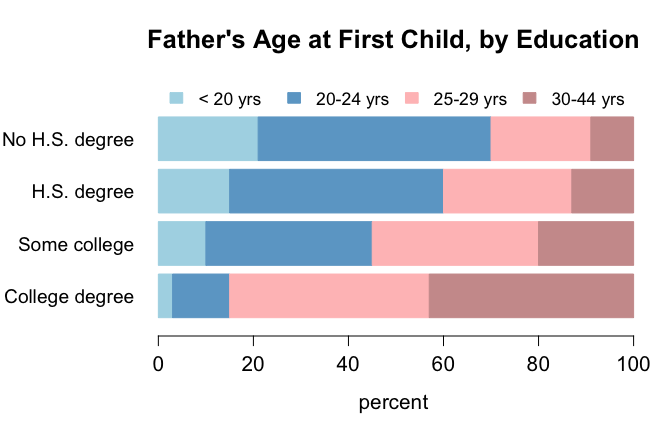 Father's Age at First Child, by Education
< 20 yrs 20-24 yrs 25-29 yrs 30-44 yrs
No H.S. degree
H.S. degree
Some college
College degree
0 20 40 60 80 100
percent